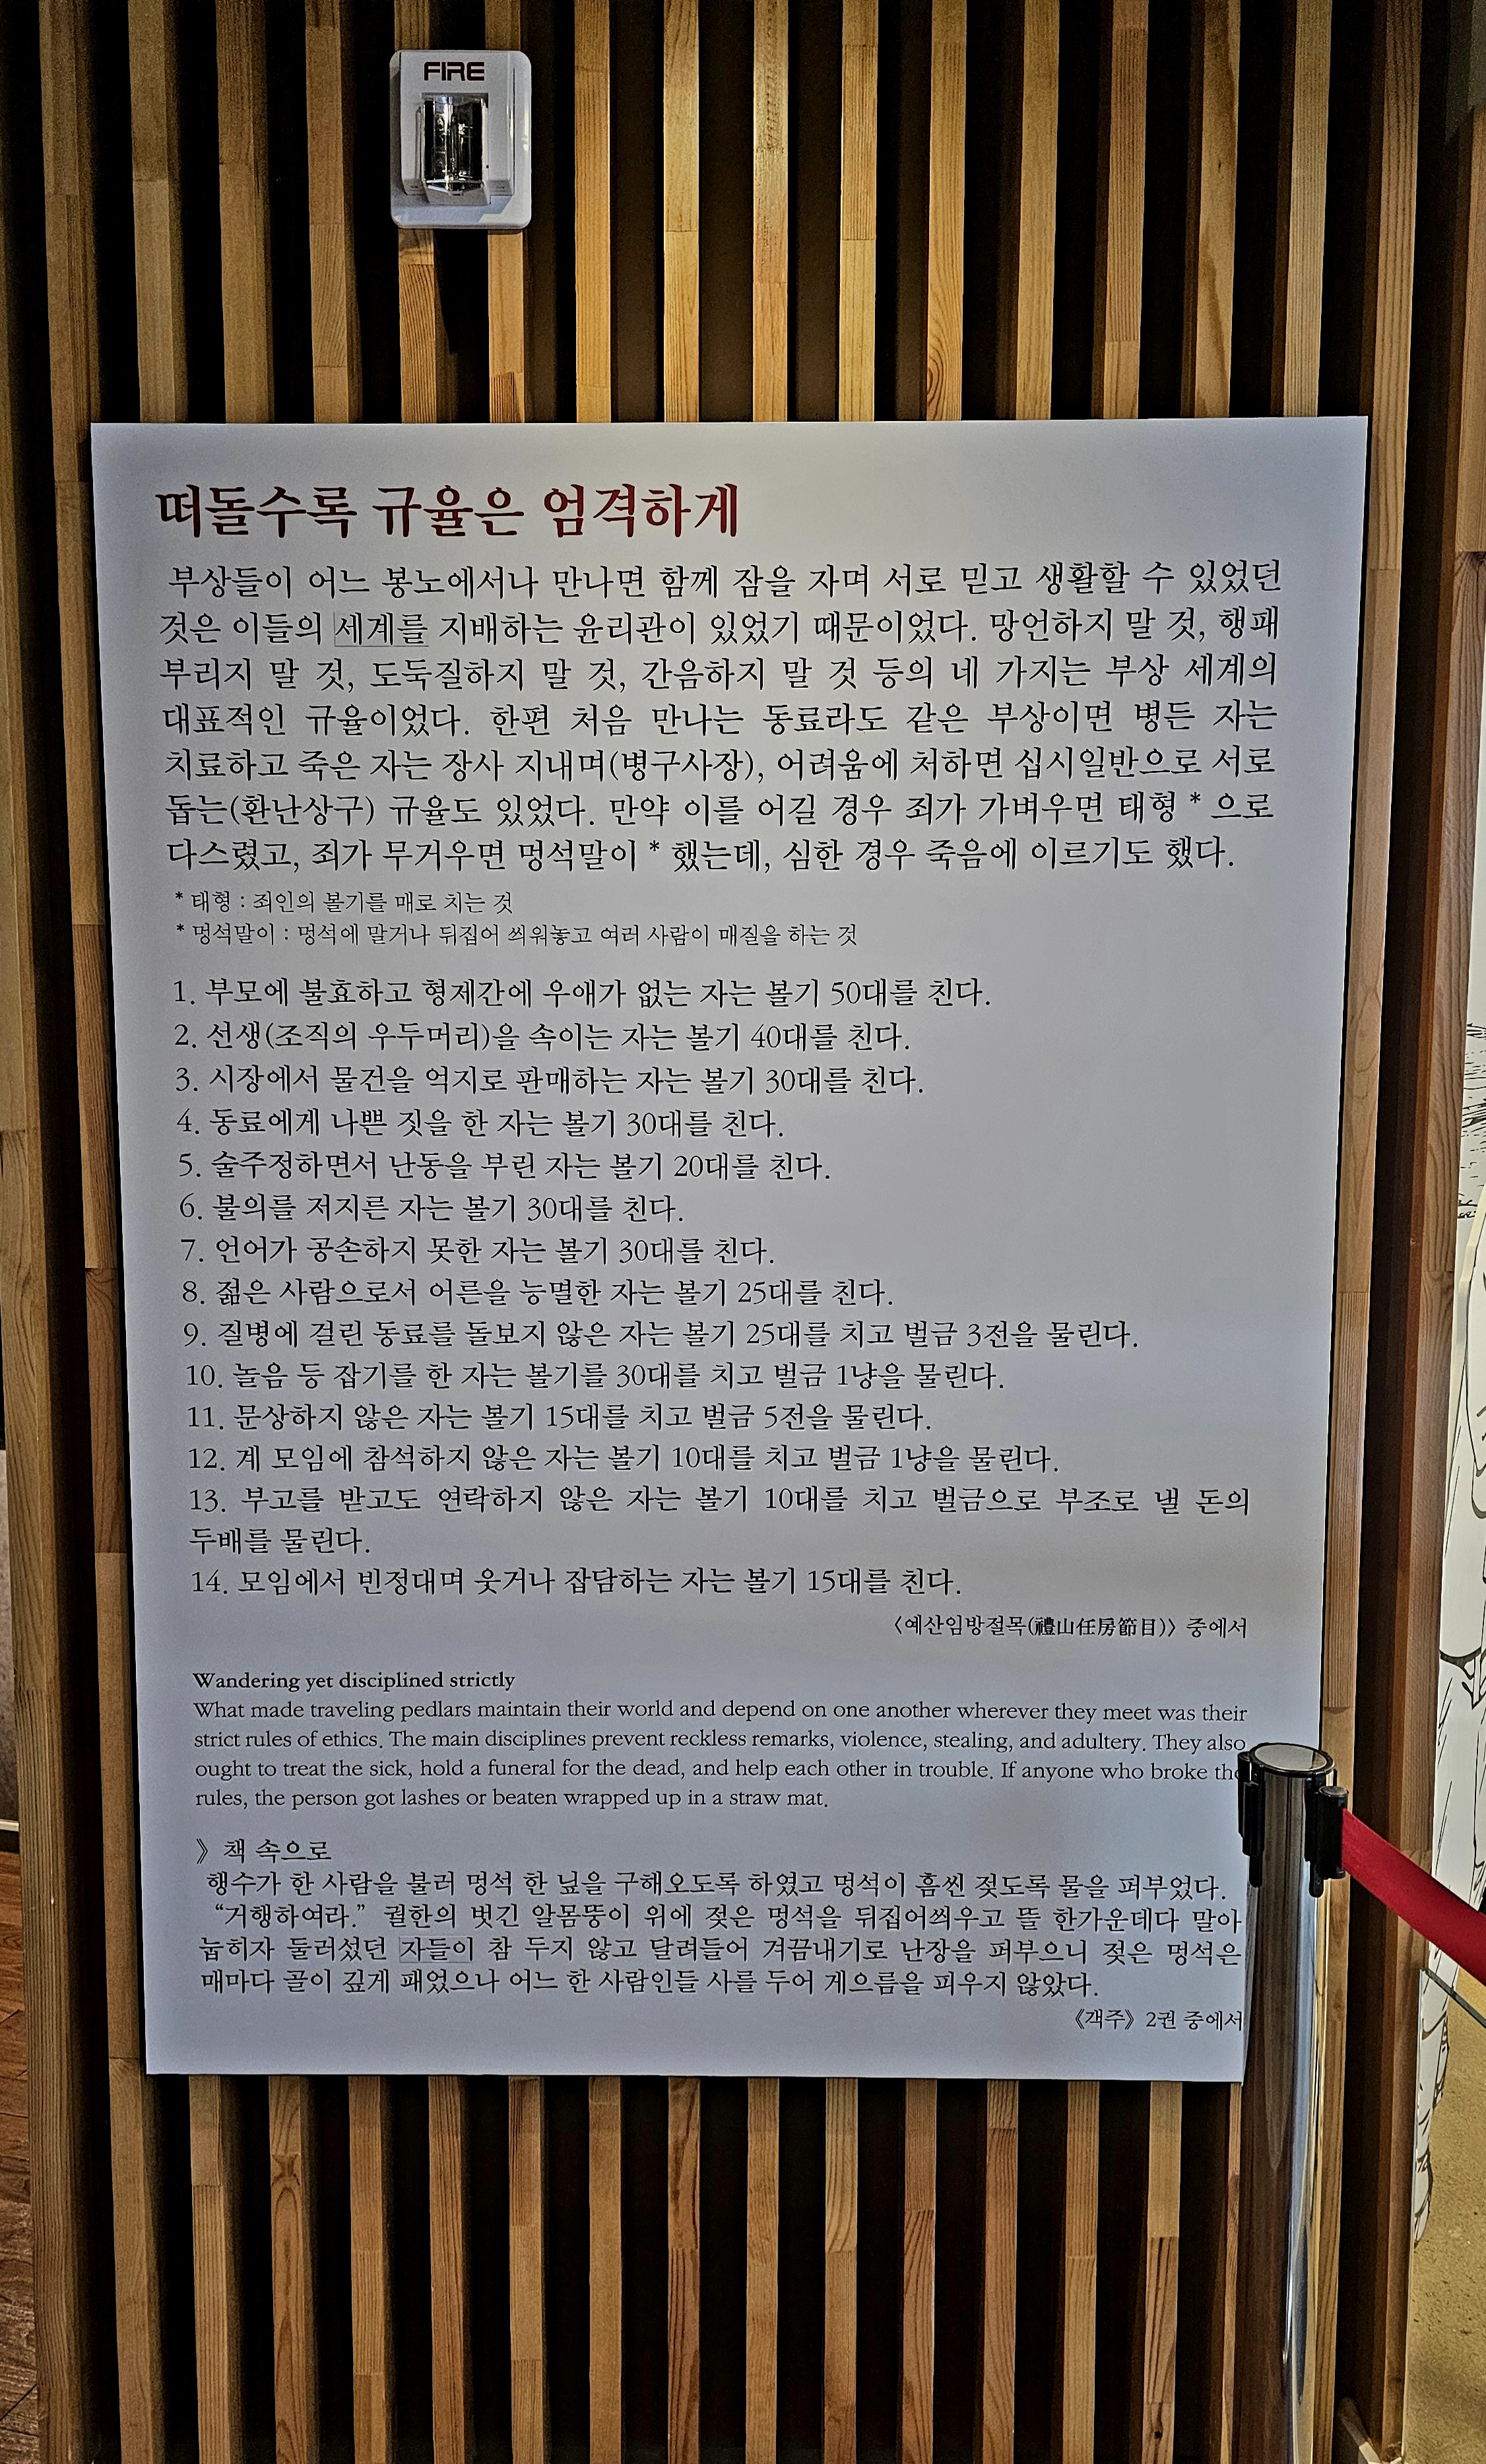 FIRE
떠돌수록 규율은 엄격하게
부상들이 어느 봉노에서나 만나면 함께 잠을 자며 서로 믿고 생활할 수 있었던
것은 이들의 세계를 지배하는 윤리관이 있었기 때문이었다. 망언하지 말 것, 행패
부리지 말 것, 도둑질하지 말 것, 간음하지 말 것 등의 네 가지는 부상 세계의
대표적인 규율이었다. 한편 처음 만나는 동료라도 같은 부상이면 병든 자는
치료하고 죽은 자는 장사 지내며(병구사장), 어려움에 처하면 십시일반으로 서로
돕는(환난상구) 규율도 있었다. 만약 이를 어길 경우 죄가 가벼우면 태형 * 으로
다스렸고, 죄가 무거우면 멍석말이 * 했는데, 심한 경우 죽음에 이르기도 했다.
* 태형 : 죄인의 볼기를 매로 치는 것
* 멍석말이 : 멍석에 말거나 뒤집어 씌워놓고 여러 사람이 매질을 하는 것
1. 부모에 불효하고 형제간에 우애가 없는 자는 볼기 50대를 친다.
2. 선생(조직의 우두머리)을 속이는 자는 볼기 40대를 친다.
3. 시장에서 물건을 억지로 판매하는 자는 볼기 30대를 친다.
4. 동료에게 나쁜 짓을 한 자는 볼기 30대를 친다.
5. 술주정하면서 난동을 부린 자는 볼기 20대를 친다.
6. 불의를 저지른 자는 볼기 30대를 친다.
7. 언어가 공손하지 못한 자는 볼기 30대를 친다.
8. 젊은 사람으로서 어른을 능멸한 자는 볼기 25대를 친다.
9. 질병에 걸린 동료를 돌보지 않은 자는 볼기 25대를 치고 벌금 3전을 물린다.
10. 놀음 등 잡기를 한 자는 볼기를 30대를 치고 벌금 1냥을 물린다.
11. 문상하지 않은 자는 볼기 15대를 치고 벌금 5전을 물린다.
12. 계 모임에 참석하지 않은 자는 볼기 10대를 치고 벌금 1냥을 물린다.
13. 부고를 받고도 연락하지 않은 자는 볼기 10대를 치고 벌금으로 부조로 낼 돈의
두배를 물린다.
14. 모임에서 빈정대며 웃거나 잡담하는 자는 볼기 15대를 친다.
〈예산임방절목(禮山任房節目)〉 중에서
Wandering yet disciplined strictly
What made traveling pedlars maintain their world and depend on one another wherever they meet was their
strict rules of ethics. The main disciplines prevent reckless remarks, violence, stealing, and adultery. They also
ought to treat the sick, hold a funeral for the dead, and help each other in trouble. If anyone who broke the
rules, the person got lashes or beaten wrapped up in a straw mat.
》책 속으로
행수가 한 사람을 불러 멍석 한 닢을 구해오도록 하였고 멍석이 흠씬 젖도록 물을 퍼부었다.
“거행하여라.” 궐한의 벗긴 알몸뚱이 위에 젖은 멍석을 뒤집어씌우고 뜰 한가운데다 말아
눕히자 둘러섰던 자들이 참 두지 않고 달려들어 겨끔내기로 난장을 퍼부으니 젖은 멍석은
매마다 골이 깊게 패었으나 어느 한 사람인들 사를 두어 게으름을 피우지 않았다.
《객주》 2권 중에서